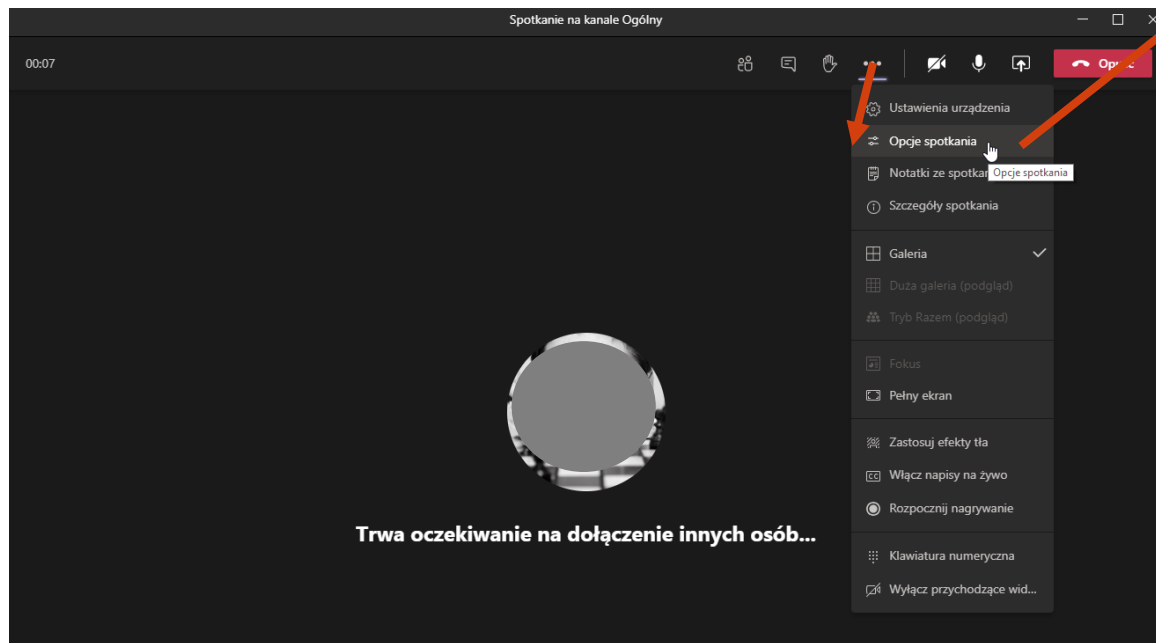 Spotkanie na kanale Ogólny
00:07
Ustawienia urządzenia
Opcje spotkania
Notatki ze
Opcje spotkania
Szczegóły spotkania
Galeria
Duża galeria (podgląd)
Tryb Razem (podgląd)
Fokus
Pełny ekran
Zastosuj efekty tła
CC Włącz napisy na żywo
Rozpocznij nagrywanie
Trwa oczekiwanie na dołączenie innych osób...
Klawiatura numeryczna
Wyłącz przychodzące wid...